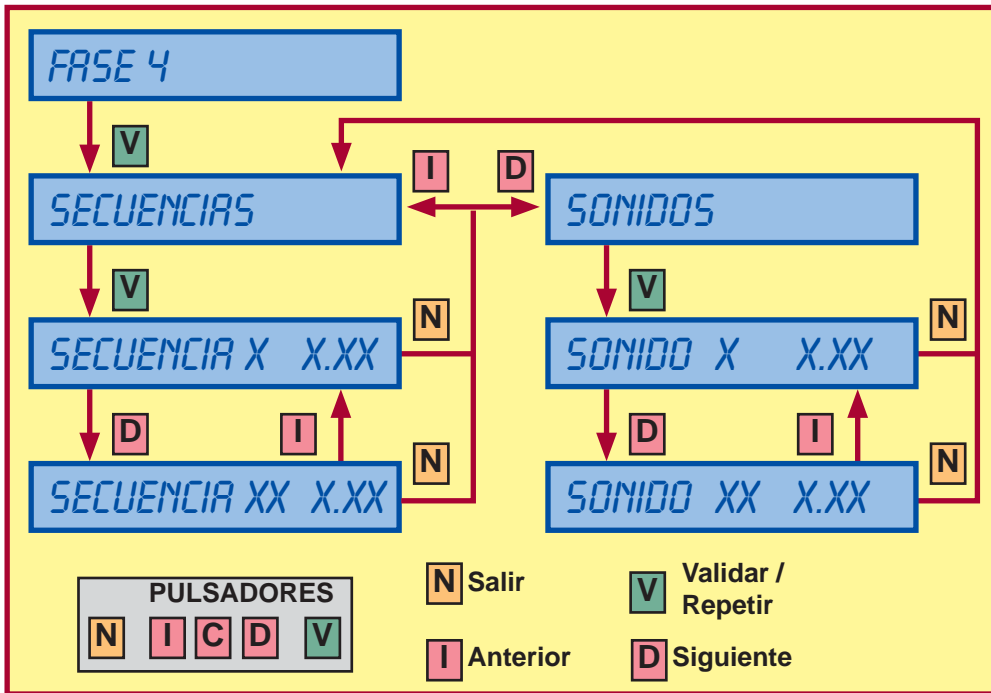 FASE 4
V
I D
SECUENCIAS
SONIDOS
V
V
N
N
SECUENCIA X X.XX
SONIDO X X.XX
D I
D I
N
N
SECUENCIA XX X.XX
SONIDO XX X.XX
PULSADORES
N I C D V
N Salir
V Validar /
Repetir
I Anterior
D Siguiente